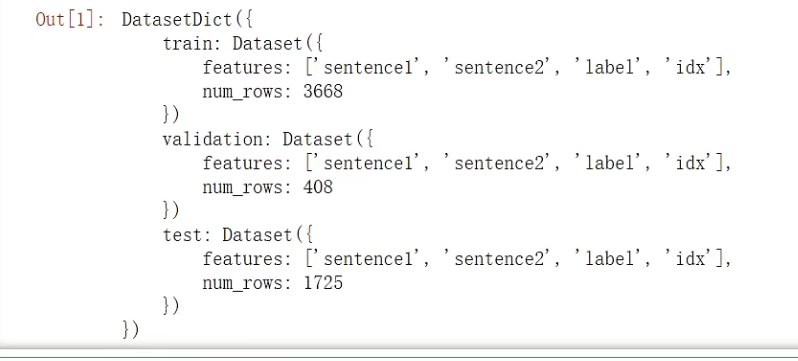 Out[1]: DatasetDict({
train: Dataset({
features: ['sentence1', 'sentence2', 'label', 'idx'],
num_rows: 3668
})
validation: Dataset({
features: ['sentence1', 'sentence2', 'label', 'idx'],
num_rows: 408
})
test: Dataset({
features: ['sentence1', 'sentence2', 'label', 'idx'],
num_rows: 1725
})
})